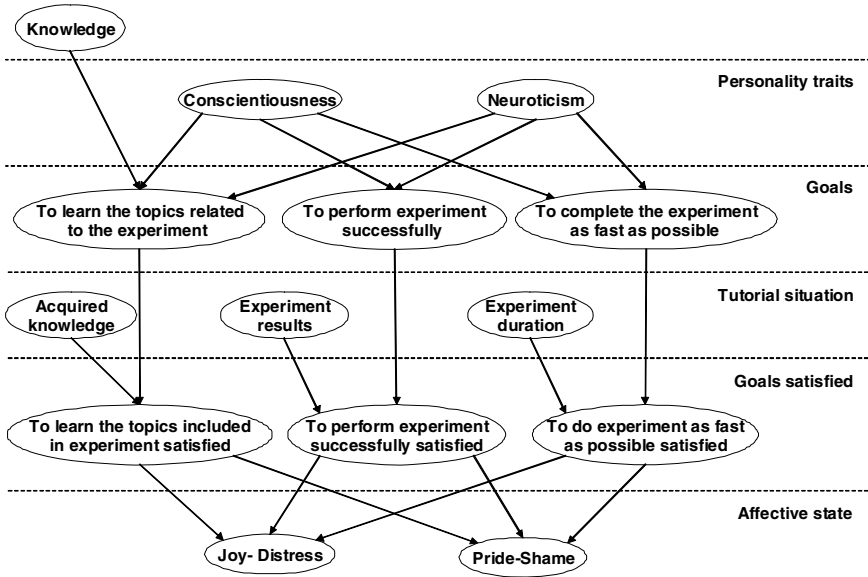 Knowledge
Personality traits
Conscientiousness
Neuroticism
Goals
To learn the topics related
to the experiment
To perform experiment
successfully
To complete the experiment
as fast as possible
Tutorial situation
Acquired
knowledge
Experiment
results
Experiment
duration
Goals satisfied
To learn the topics included
in experiment satisfied
To perform experiment
successfully satisfied
To do experiment as fast
as possible satisfied
Affective state
Joy- Distress
Pride-Shame